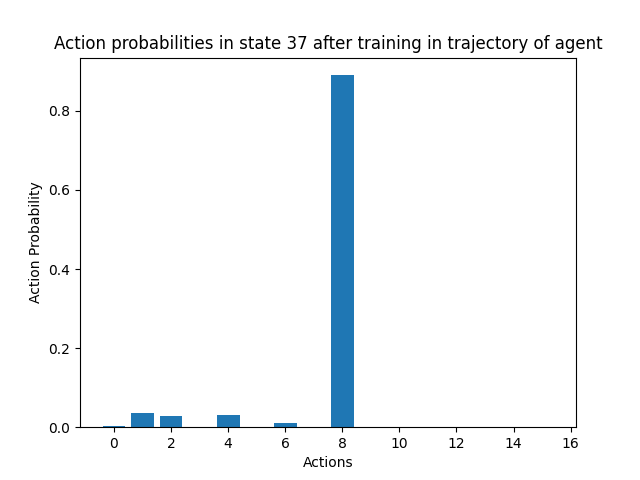 Action probabilities in state 37 after training in trajectory of agent
Action Probability
0.8
0.6
0.4
0.2
0.0
0 2 4 6 8 10 12 14 16
Actions